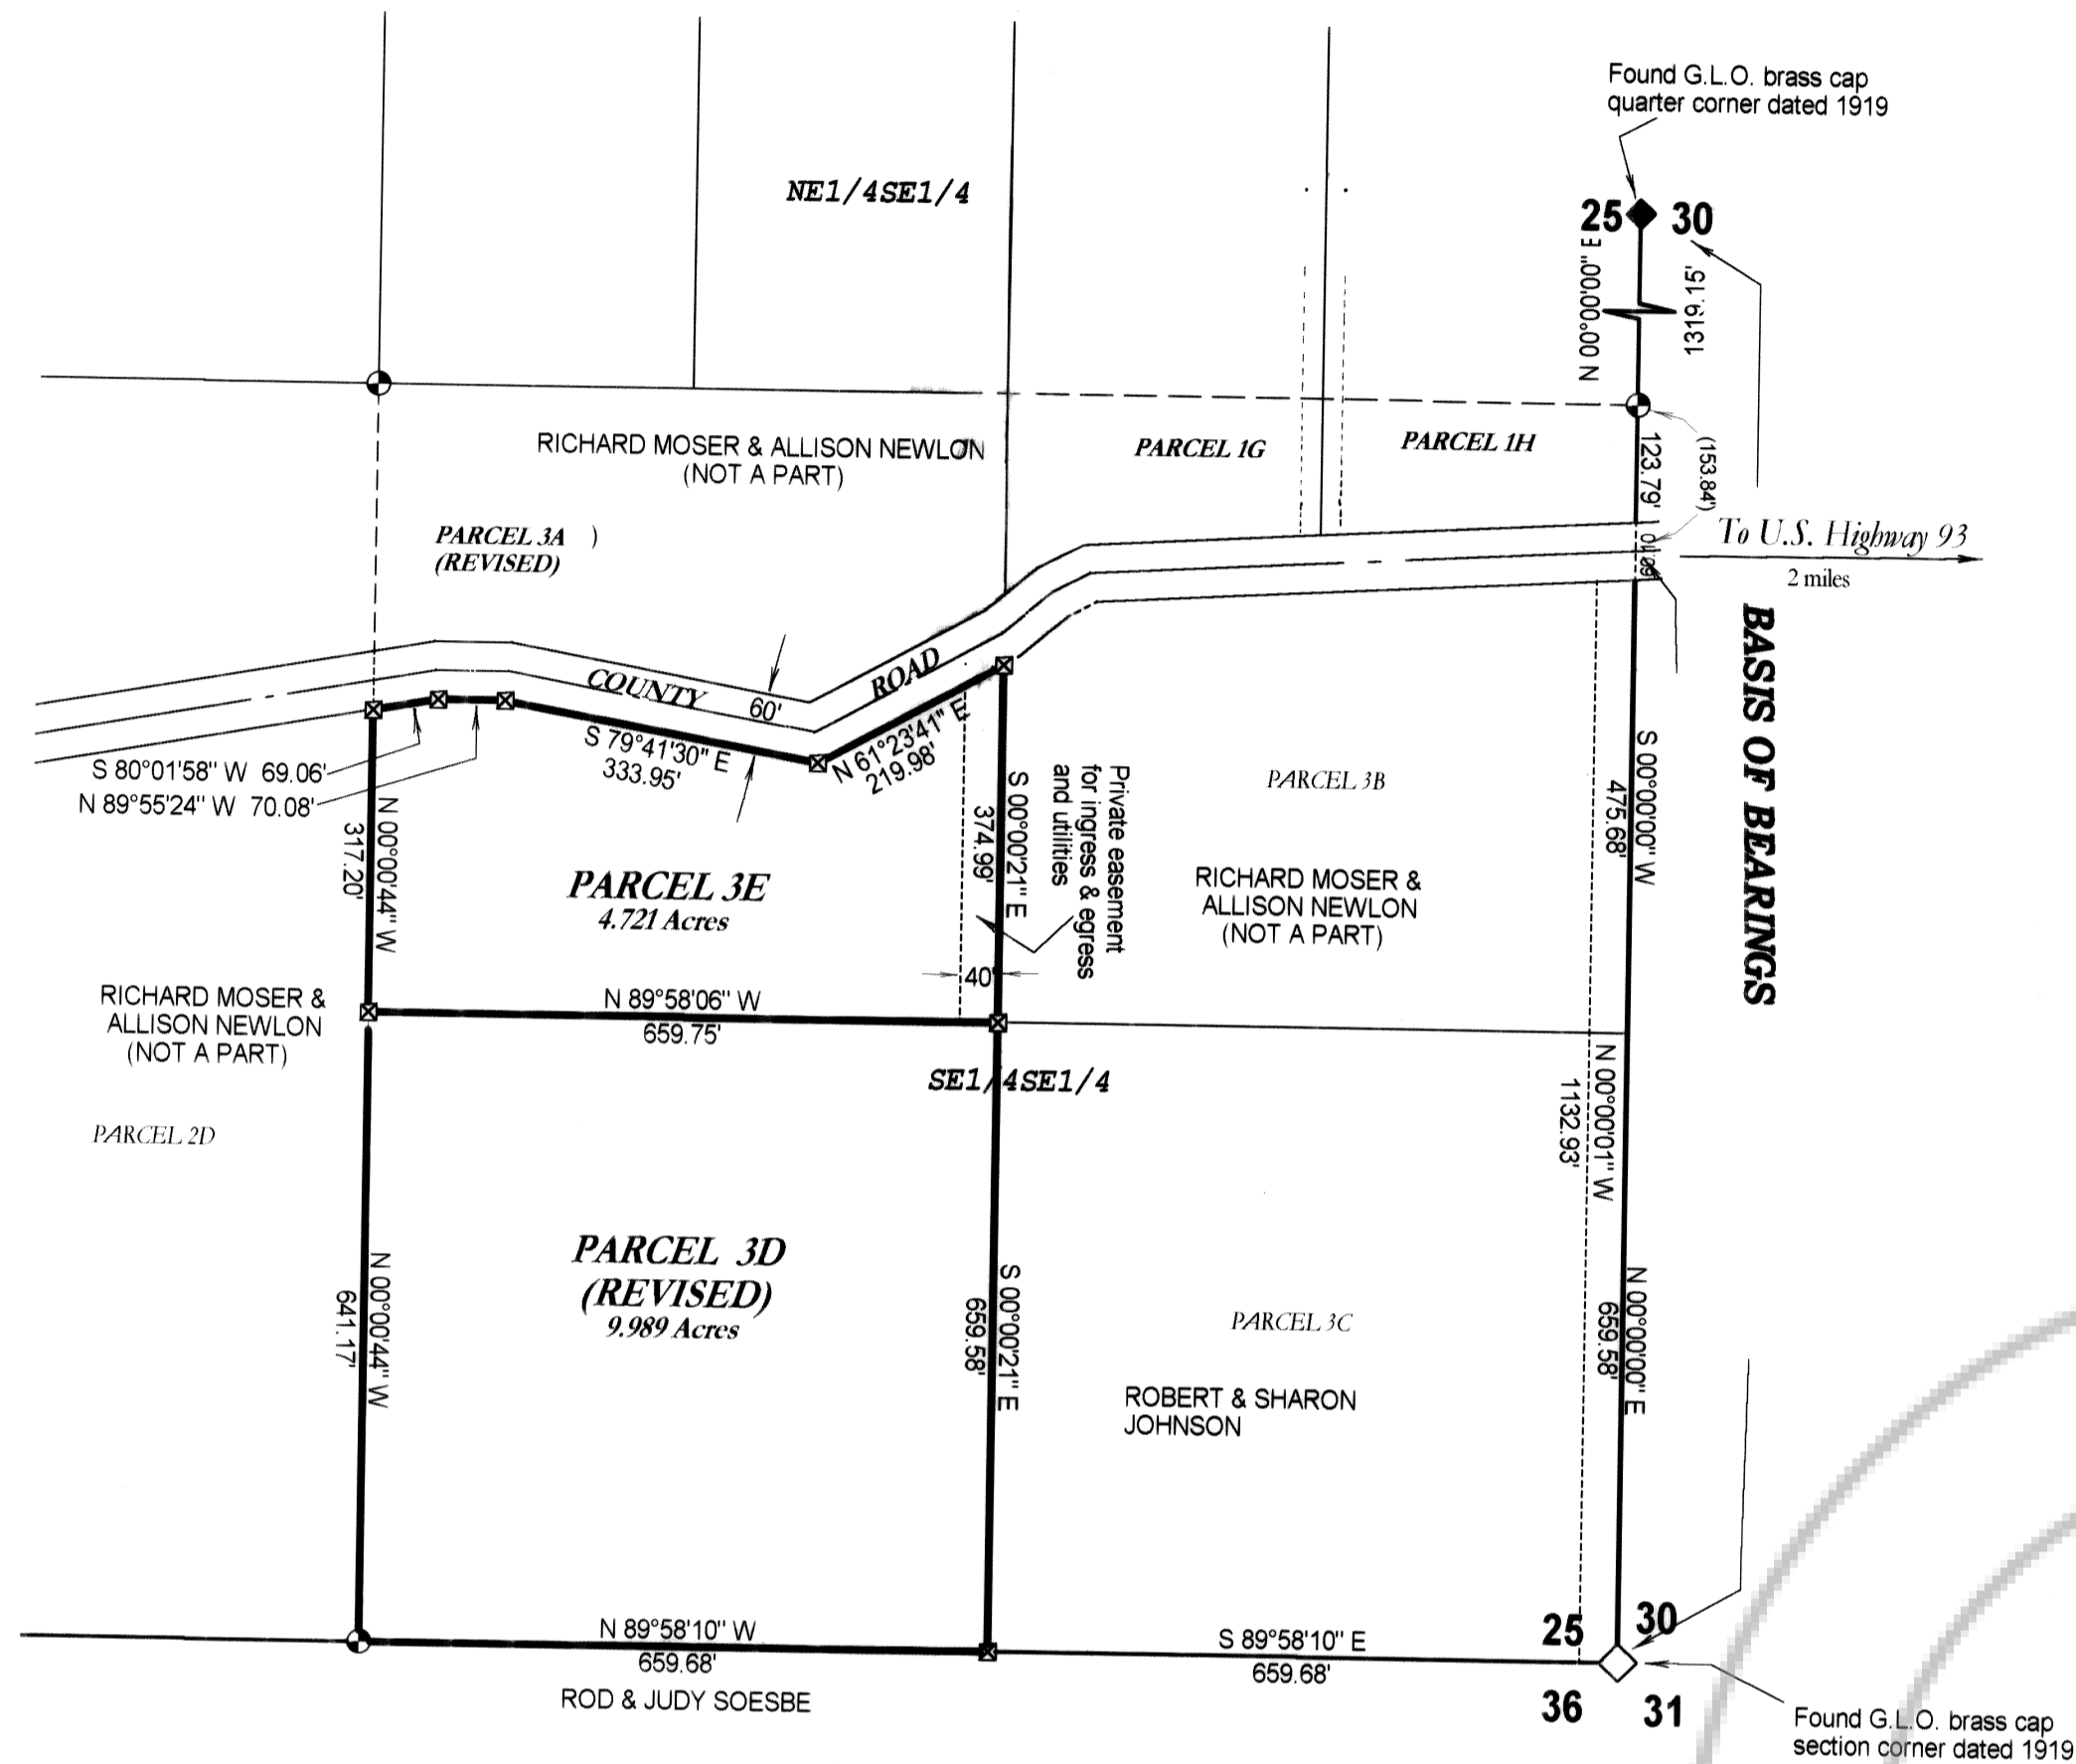 Found G.L.O. brass cap
quarter corner dated 1919
NE1/4SE1/4
25 30
N 00°00'00" E
1319.15'
RICHARD MOSER & ALLISON NEWLON
(NOT A PART)
PARCEL 1G
PARCEL 1H
123.79'
(153.84')
PARCEL 3A )
(REVISED)
To U.S. Highway 93
2 miles
BASIS OF BEARINGS
COUNTY ROAD
60'
S 80°01'58" W 69.06'
N 89°55'24" W 70.08'
S 79°41'30" E
333.95'
N 61°23'41" E
219.98'
N 00°00'44" W
317.20'
S 00°00'21" E
374.99'
Private easement
for ingress & egress
and utilities
PARCEL 3B
S 00°00'00" W
475.68'
RICHARD MOSER &
ALLISON NEWLON
(NOT A PART)
PARCEL 3E
4.721 Acres
40'
N 89°58'06" W
659.75'
RICHARD MOSER &
ALLISON NEWLON
(NOT A PART)
SE1/4SE1/4
N 00°00'01" W
1132.93'
PARCEL 2D
PARCEL 3D
(REVISED)
9.989 Acres
N 00°00'44" W
641.17'
S 00°00'21" E
659.58'
PARCEL 3C
N 00°00'00" E
659.58'
ROBERT & SHARON
JOHNSON
N 89°58'10" W
659.68'
S 89°58'10" E
659.68'
25 30
36 31
ROD & JUDY SOESBE
Found G.L.O. brass cap
section corner dated 1919